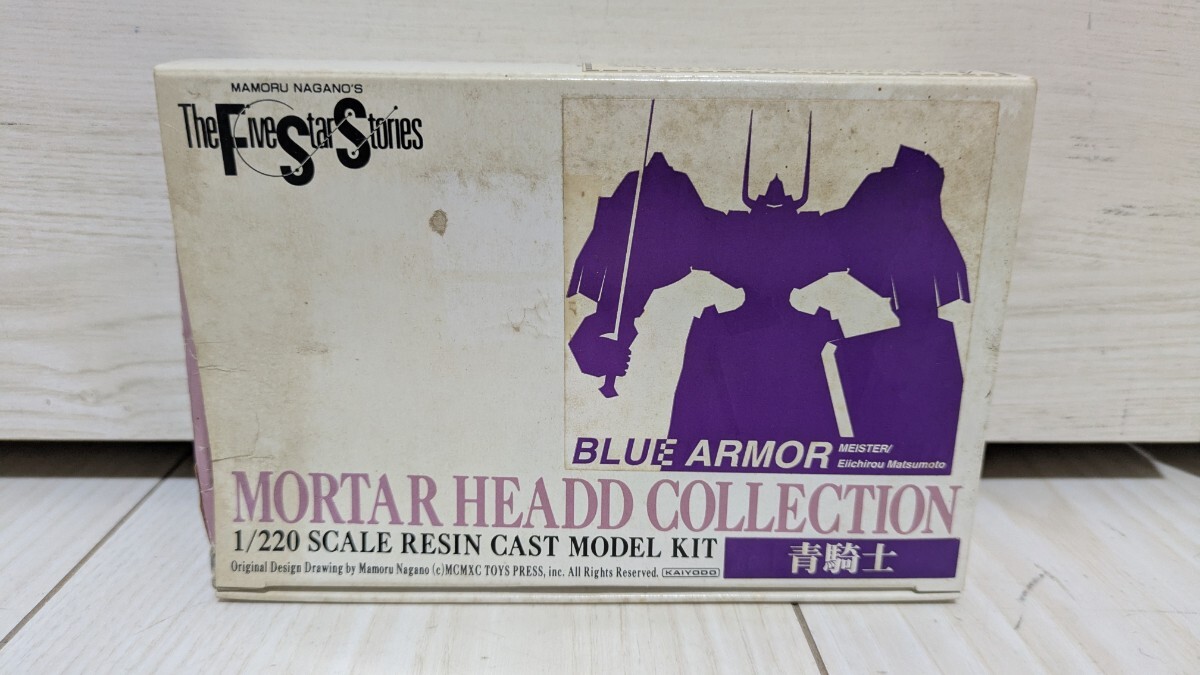 MAMORU NAGANO'S
The Five Star Stories
BLUE ARMOR
MEISTER/
Eiichirou Matsumoto
MORTAR HEADD COLLECTION
1/220 SCALE RESIN CAST MODEL KIT
青騎士
Original Design Drawing by Mamoru Nagano (c)MCMXC TOYS PRESS, inc. All Rights Reserved. KAIYODO